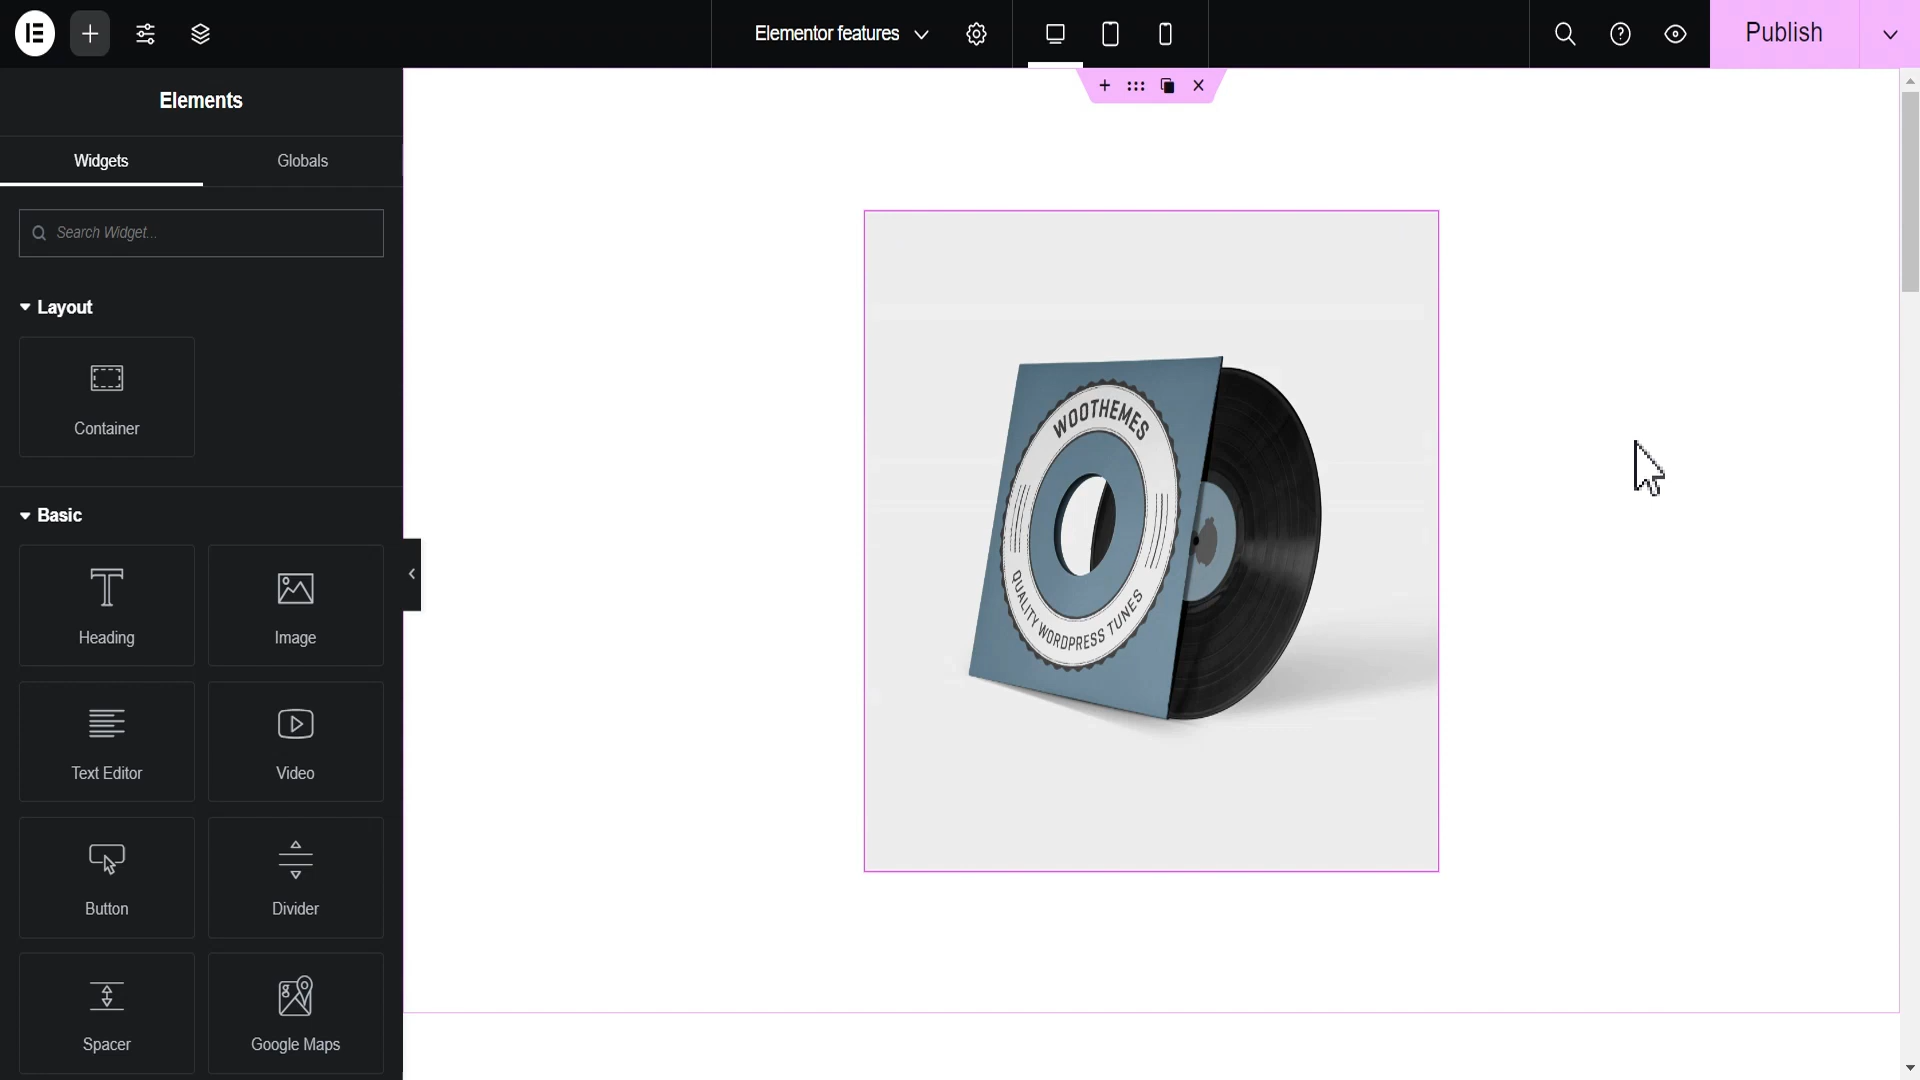 Elementor features
Publish
Elements
Widgets
Globals
Search Widget...
Layout
Container
Basic
Heading
Image
Text Editor
Video
Button
Divider
Spacer
Google Maps
WOOTHEMES
QUALITY WORDPRESS TUNES